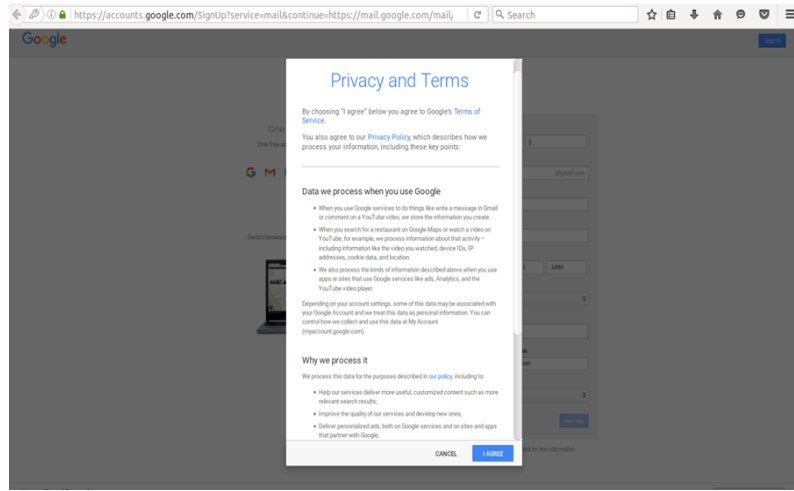 https://accounts.google.com/SignUp?service=mail&continue=https://mail.google.com/mail/
Search
Google
Sign in
Privacy and Terms
By choosing "I agree" below you agree to Google's Terms of
Service.
You also agree to our Privacy Policy, which describes how we
process your information, including these key points:
One
One free ac
@gmail.com
Data we process when you use Google
• When you use Google services to do things like write a message in Gmail
or comment on a YouTube video, we store the information you create.
• When you search for a restaurant on Google Maps or watch a video on
YouTube, for example, we process information about that activity –
including information like the video you watched, device IDs, IP
addresses, cookie data, and location.
Switch between
• We also process the kinds of information described above when you use
apps or sites that use Google services like ads, Analytics, and the
YouTube video player.
1980
Depending on your account settings, some of this data may be associated with
your Google Account and we treat this data as personal information. You can
control how we collect and use this data at My Account
(myaccount.google.com).
Why we process it
We process this data for the purposes described in our policy, including to:
• Help our services deliver more useful, customized content such as more
relevant search results;
• Improve the quality of our services and develop new ones;
• Deliver personalized ads, both on Google services and on sites and apps
that partner with Google;
Next step
CANCEL
I AGREE
ask for this information.